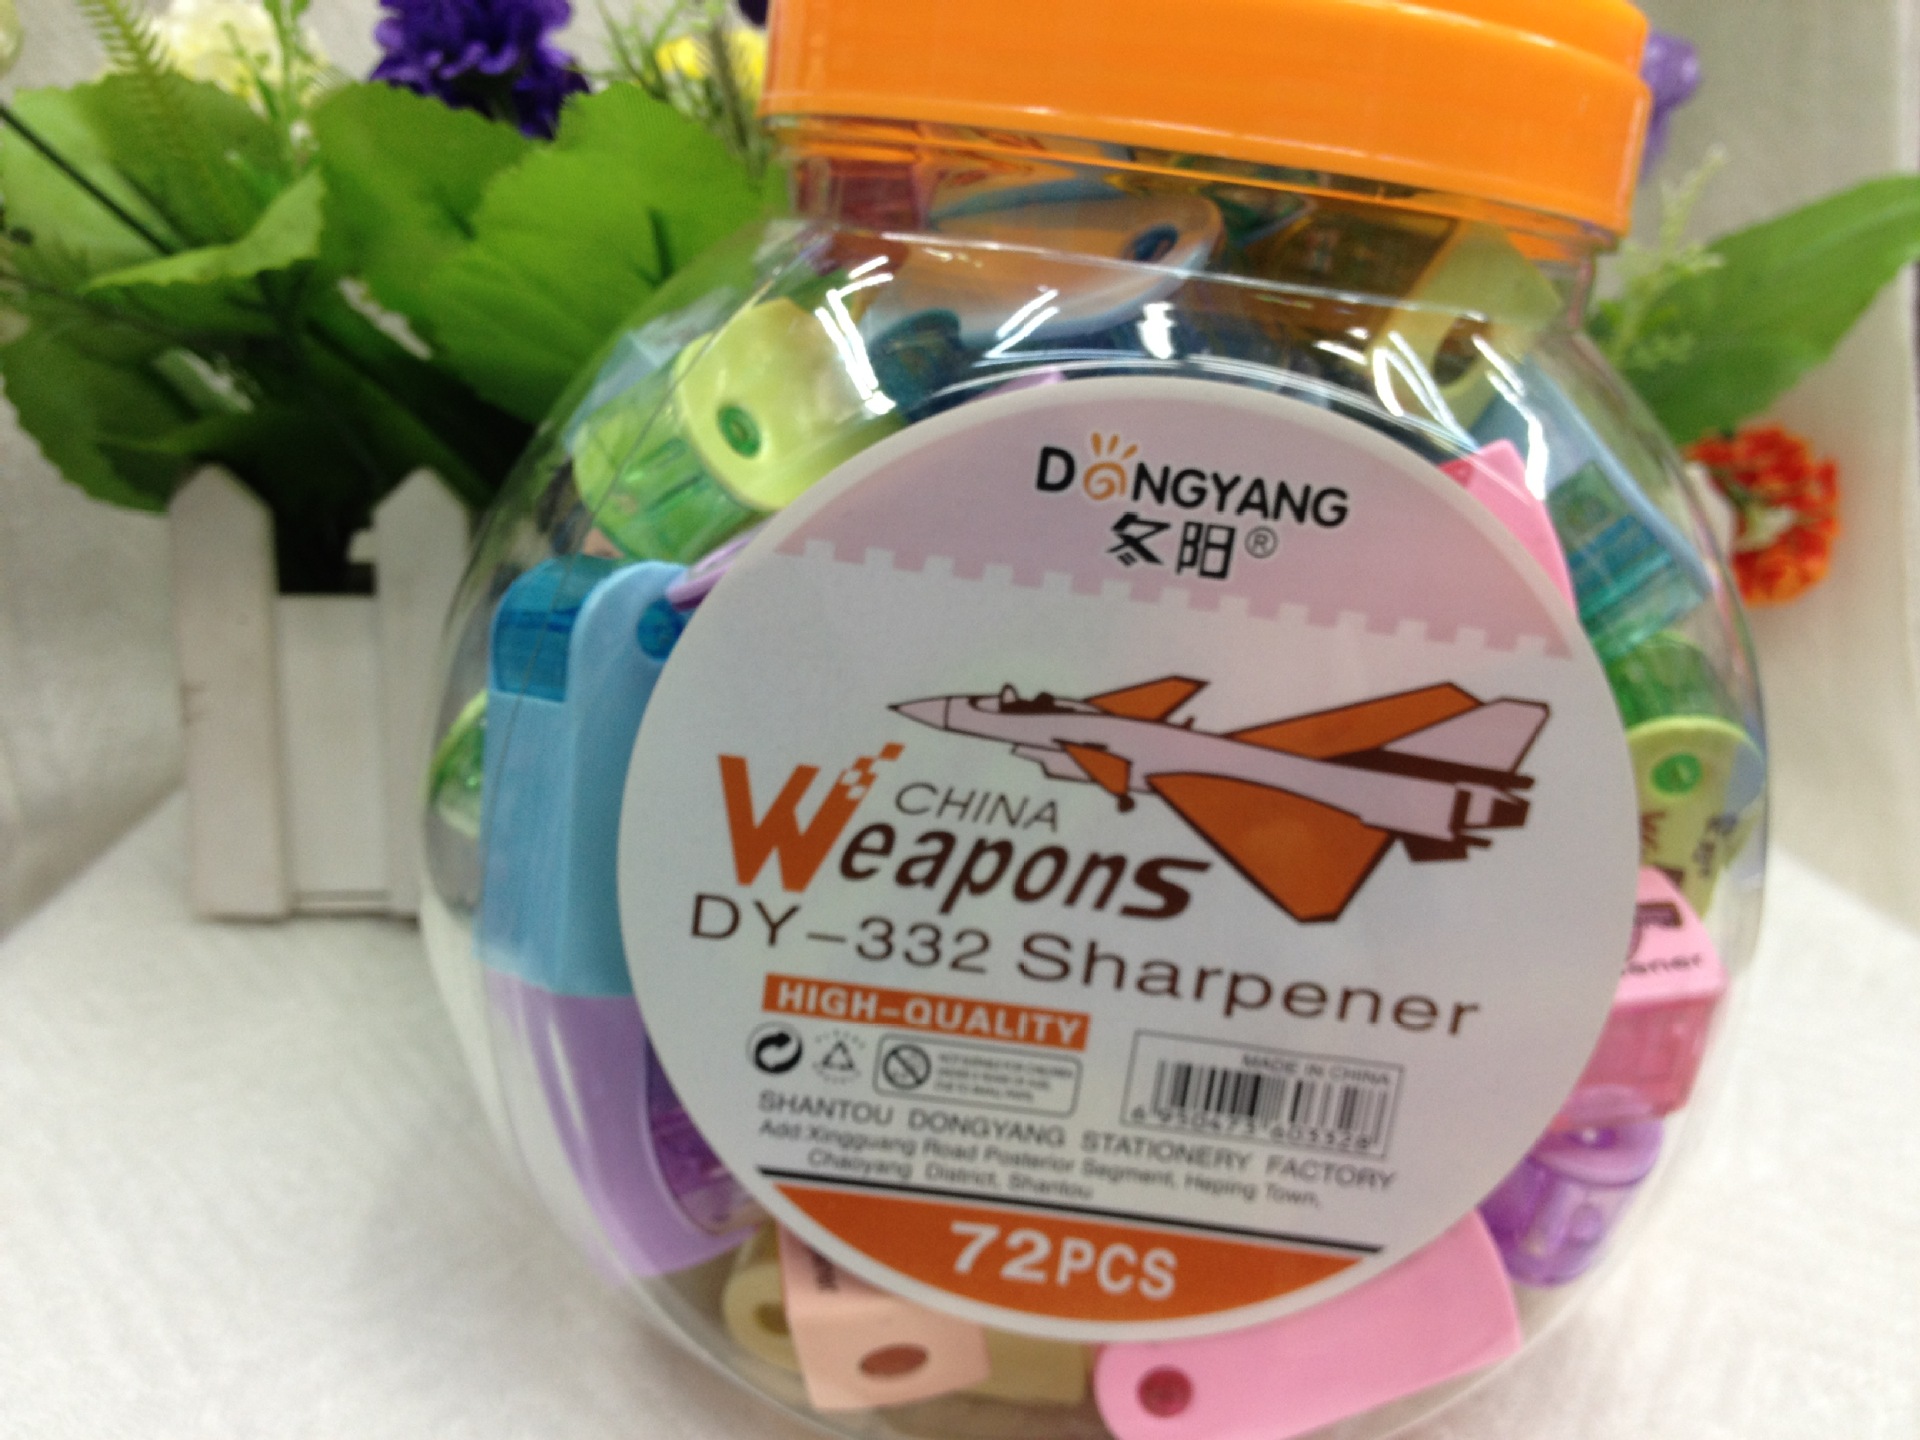 DONGYANG
冬阳®
CHINA
Weapons
DY-332 Sharpener
HIGH-QUALITY
MADE IN CHINA
SHANTOU DONGYANG STATIONERY FACTORY
Add:Xingguang Road Posterior Segment, Heping Town,
Chaoyang District, Shantou
72PCS